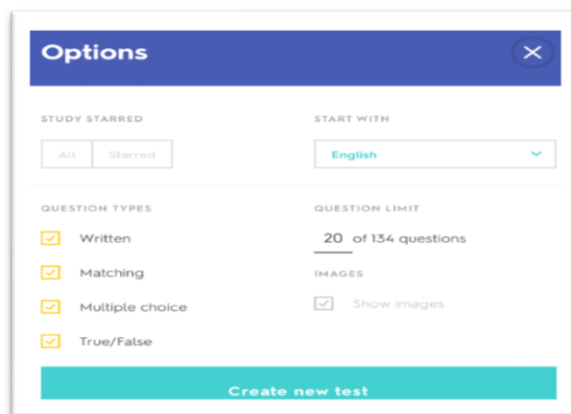 Options
STUDY STARRED
START WITH
All Starred
English
QUESTION TYPES
QUESTION LIMIT
Written
20 of 134 questions
Matching
IMAGES
Multiple choice
Show images
True/False
Create new test